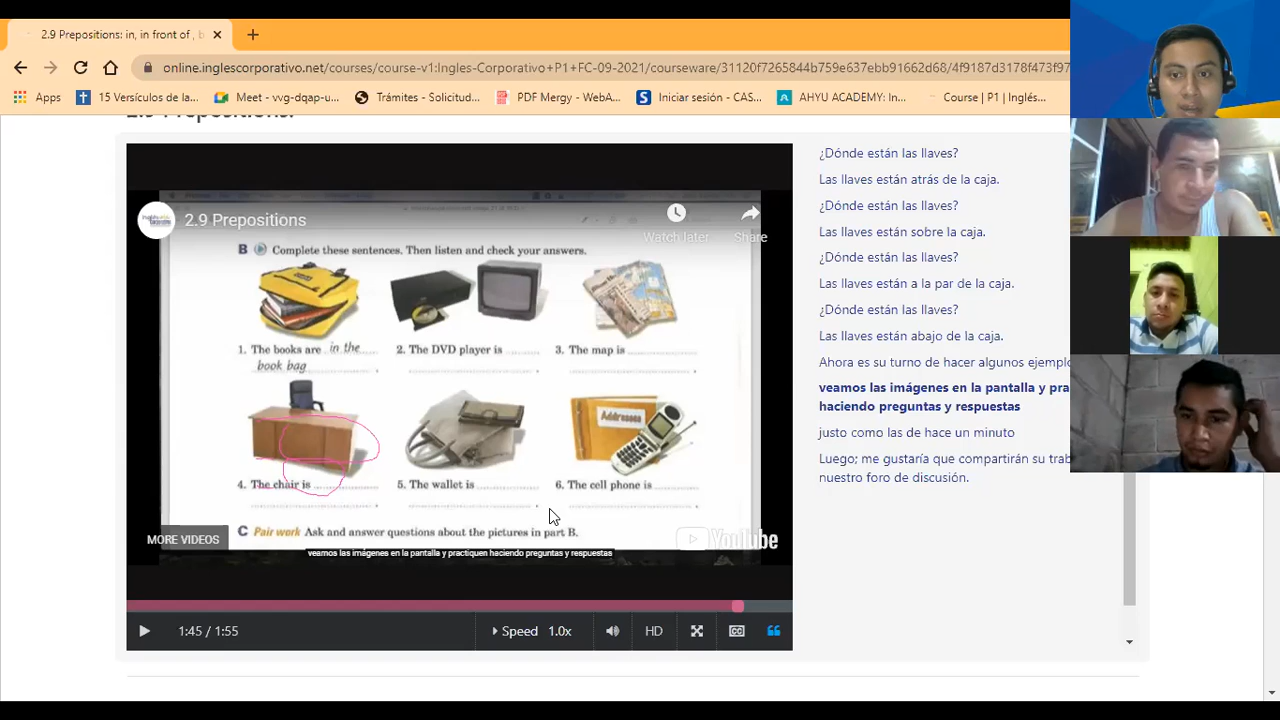 2.9 Prepositions: in, in front of , b
online.inglescorporativo.net/courses/course-v1:Ingles-Corporativo+P1+FC-09-2021/courseware/31120f7265844b759e637ebb91662d68/4f9187d3178f473f97
Apps
15 Versículos de la...
Meet - vvg-dqap-u...
Trámites - Solicitud...
PDF Mergy - WebA...
Iniciar sesión - CAS...
AHYU ACADEMY: In...
Course | P1 | Inglés...
2.9 Prepositions.
2.9 Prepositions
Watch later
Share
B Complete these sentences. Then listen and check your answers.
1. The books are in the
book bag
2. The DVD player is
3. The map is
Addresses
4. The chair is
5. The wallet is
6. The cell phone is
C Pair work Ask and answer questions about the pictures in part B.
MORE VIDEOS
YouTube
veamos las imágenes en la pantalla y practiquen haciendo preguntas y respuestas
1:45 / 1:55
Speed 1.0x
HD
CC
¿Dónde están las llaves?
Las llaves están atrás de la caja.
¿Dónde están las llaves?
Las llaves están sobre la caja.
¿Dónde están las llaves?
Las llaves están a la par de la caja.
¿Dónde están las llaves?
Las llaves están abajo de la caja.
Ahora es su turno de hacer algunos ejemplo
veamos las imágenes en la pantalla y pra
haciendo preguntas y respuestas
justo como las de hace un minuto
Luego; me gustaría que compartirán su trab
nuestro foro de discusión.